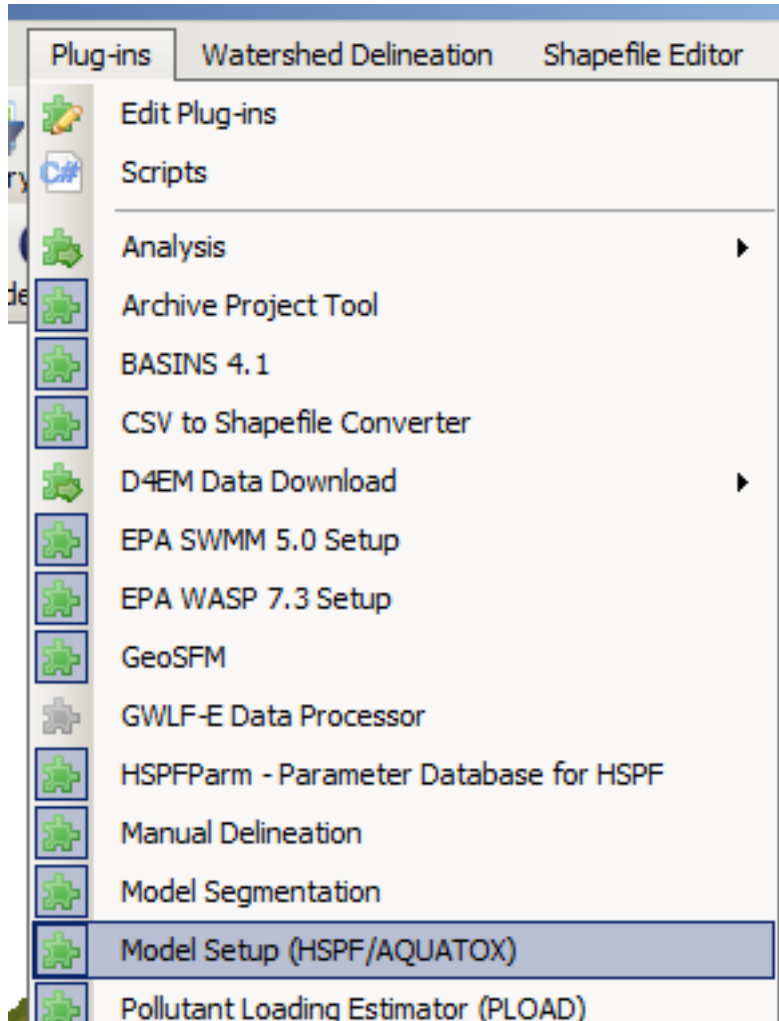 Plug-ins Watershed Delineation Shapefile Editor
Edit Plug-ins
C# Scripts
Analysis
Archive Project Tool
BASINS 4.1
CSV to Shapefile Converter
D4EM Data Download
EPA SWMM 5.0 Setup
EPA WASP 7.3 Setup
GeoSFM
GWLF-E Data Processor
HSPFParm - Parameter Database for HSPF
Manual Delineation
Model Segmentation
Model Setup (HSPF/AQUATOX)
Pollutant Loading Estimator (PLOAD)